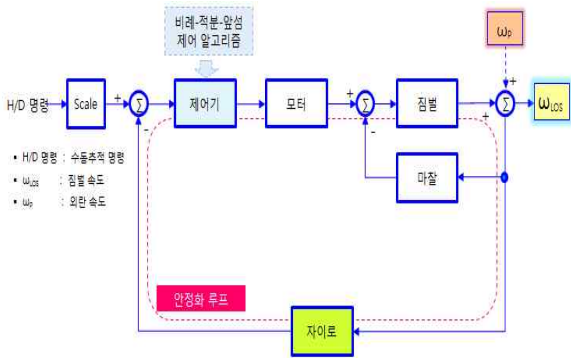 비례-적분-앞섬
제어 알고리즘
ωp
H/D 명령
Scale
+
Σ
-
제어기
모터
+
Σ
-
짐벌
+
+
Σ
ωLOS
마찰
• H/D 명령 : 수동추적 명령
• ωLOS : 짐벌 속도
• ωp : 외란 속도
안정화 루프
자이로